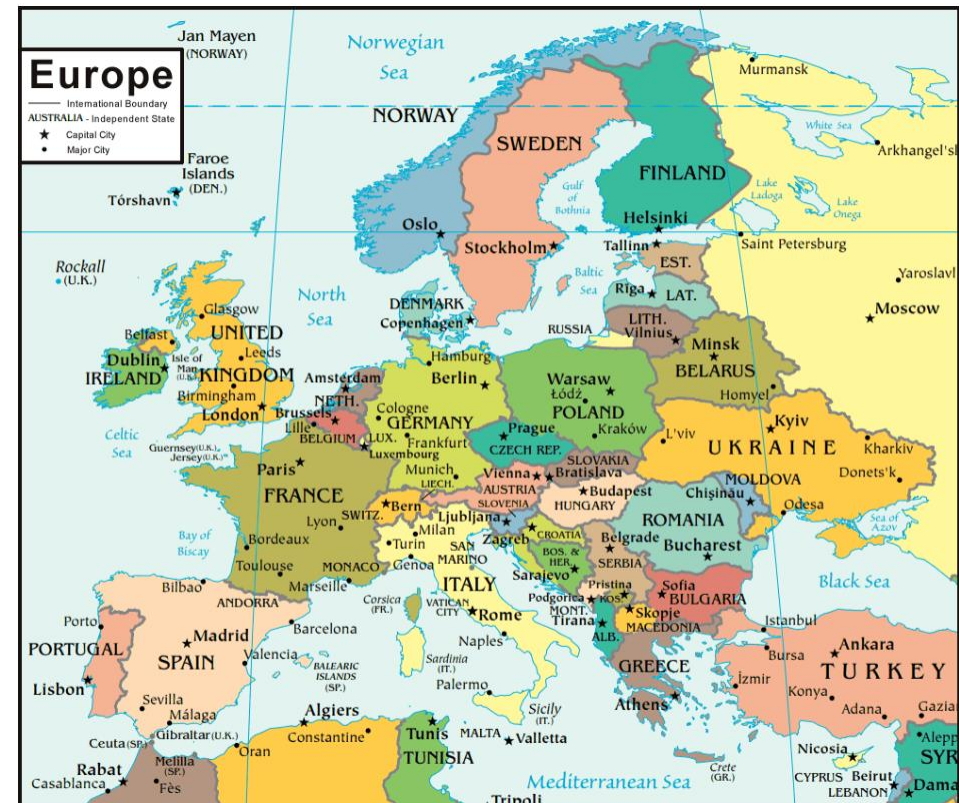 Jan Mayen
(NORWAY)
Norwegian
Sea
Europe
International Boundary
AUSTRALIA - Independent State
Capital City
Major City
Murmansk
NORWAY
White Sea
SWEDEN
Arkhangel'sk
Faroe
Islands
(DEN.)
Tórshavn
FINLAND
Lake
Ladoga
Lake
Onega
Gulf
of
Bothnia
Oslo
Helsinki
Stockholm
Tallinn
Saint Petersburg
EST.
Rockall
(U.K.)
Baltic
Sea
Yaroslavl
North
Sea
Riga
LAT.
DENMARK
Copenhagen
Moscow
Glasgow
LITH.
Vilnius
RUSSIA
Belfast
UNITED
KINGDOM
Minsk
BELARUS
Dublin
IRELAND
Isle of
Man
(U.K.)
Leeds
Hamburg
Berlin
Birmingham
Amsterdam
NETH.
Warsaw
Łódź
POLAND
Homyel'
London
Brussels
Lille
BELGIUM
Cologne
GERMANY
Kyiv
Celtic
Sea
LUX.
Luxembourg
Frankfurt
Prague
CZECH REP.
Kraków
L'viv
UKRAINE
Kharkiv
Guernsey(U.K.)
Jersey(U.K.)
Paris
FRANCE
Munich
LIECH.
Vienna
AUSTRIA
SLOVAKIA
Bratislava
Donets'k
MOLDOVA
Chişinău
Budapest
HUNGARY
SLOVENIA
Odesa
Bern
SWITZ.
Lyon
Ljubljana
Zagreb
CROATIA
ROMANIA
Bucharest
Sea of
Azov
Bay of
Biscay
Bordeaux
Milan
Turin
Genoa
SAN
MARINO
Belgrade
SERBIA
BOS. &
HER.
Sarajevo
Toulouse
Marseille
MONACO
ITALY
Black Sea
Bilbao
ANDORRA
Corsica
(FR.)
VATICAN
CITY
Rome
Podgorica
MONT.
Pristina
KOS.
Sofia
BULGARIA
Skopje
MACEDONIA
Tirana
ALB.
Porto
PORTUGAL
Madrid
SPAIN
Barcelona
Valencia
Naples
Istanbul
Bursa
Ankara
TURKEY
BALEARIC
ISLANDS
(SP.)
Sardinia
(IT.)
Palermo
GREECE
İzmir
Konya
Lisbon
Sevilla
Málaga
Athens
Adana
Gazian
Sicily
(IT.)
Gibraltar(U.K.)
Ceuta(SP.)
Algiers
Constantine
Tunis
TUNISIA
MALTA
Valletta
Oran
Alepp
SYR
Nicosia
CYPRUS
Beirut
LEBANON
Dama
Melilla
(SP.)
Rabat
Casablanca
Fès
Crete
(GR.)
Mediterranean Sea
Tripoli